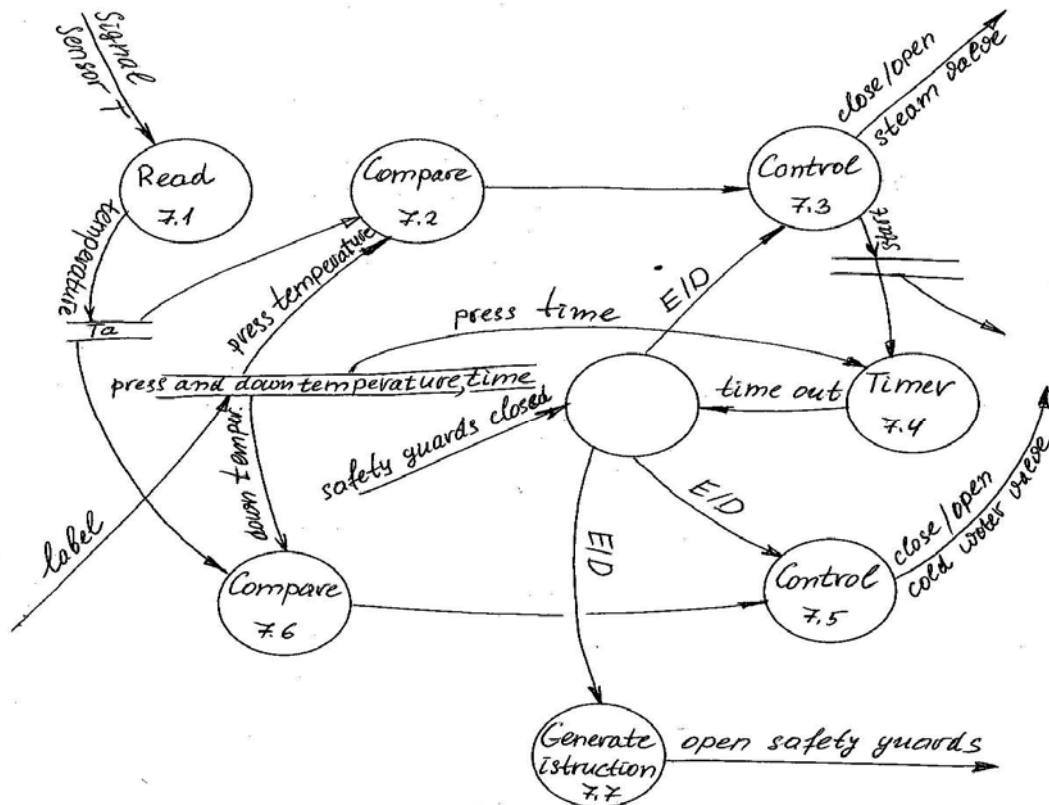 Signal
sensor T
Read
7.1
temperature
Ta
Compare
7.2
press temperature
Control
7.3
close/open
steam valve
start
E/D
press time
press and down temperature, time
safety guards closed
time out
Timer
7.4
label
down temper.
Compare
7.6
E/D
E/D
Control
7.5
close/open
cold water valve
Generate
istruction
7.7
open safety guards